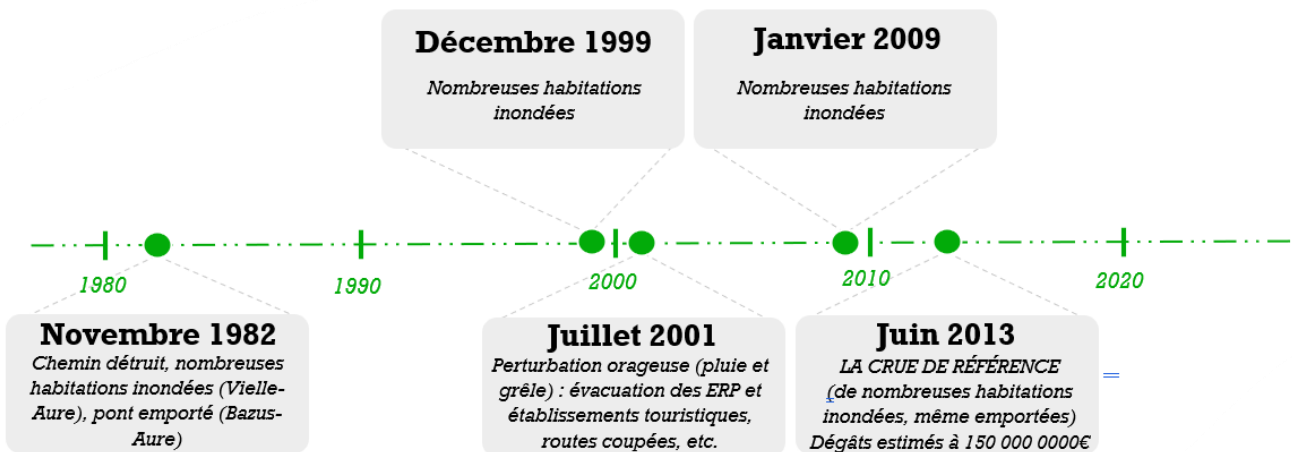 Décembre 1999
Nombreuses habitations
inondées
Janvier 2009
Nombreuses habitations
inondées
1980
1990
2000
2010
2020
Novembre 1982
Chemin détruit, nombreuses
habitations inondées (Vielle-
Aure), pont emporté (Bazus-
Aure)
Juillet 2001
Perturbation orageuse (pluie et
grêle) : évacuation des ERP et
établissements touristiques,
routes coupées, etc.
Juin 2013
LA CRUE DE RÉFÉRENCE
(de nombreuses habitations
inondées, même emportées)
Dégâts estimés à 150 000 0000€